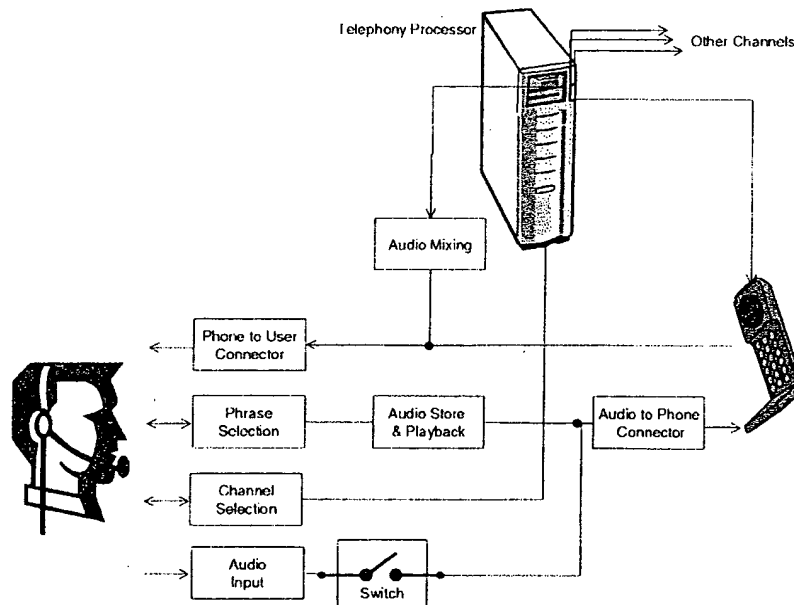 Telephony Processor
Other Channels
Audio Mixing
Phone to User
Connector
Phrase
Selection
Audio Store
& Playback
Audio to Phone
Connector
Channel
Selection
Audio
Input
Switch